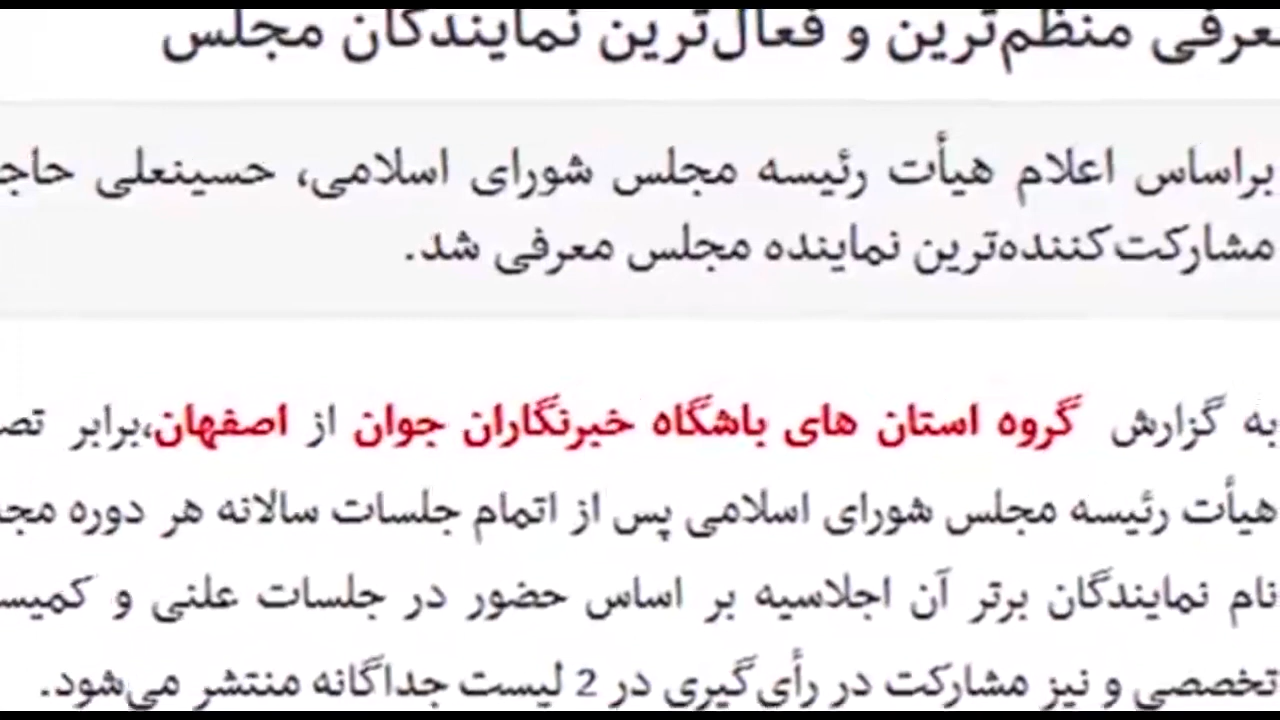 معرفی منظم‌ترین و فعال‌ترین نمایندگان مجلس
براساس اعلام هیأت رئیسه مجلس شورای اسلامی، حسینعلی
مشارکت‌کننده‌ترین نماینده مجلس معرفی شد.
به گزارش گروه استان های باشگاه خبرنگاران جوان از اصفهان،برابر
هیأت رئیسه مجلس شورای اسلامی پس از اتمام جلسات سالانه هر دوره
نام نمایندگان برتر آن اجلاسیه بر اساس حضور در جلسات علنی و
تخصصی و نیز مشارکت در رأی‌گیری در 2 لیست جداگانه منتشر می‌شود.